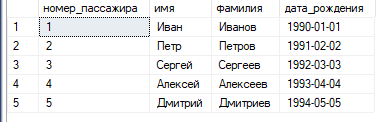 номер_пассажира имя фамилия дата_рождения
1 1 Иван Иванов 1990-01-01
2 2 Петр Петров 1991-02-02
3 3 Сергей Сергеев 1992-03-03
4 4 Алексей Алексеев 1993-04-04
5 5 Дмитрий Дмитриев 1994-05-05